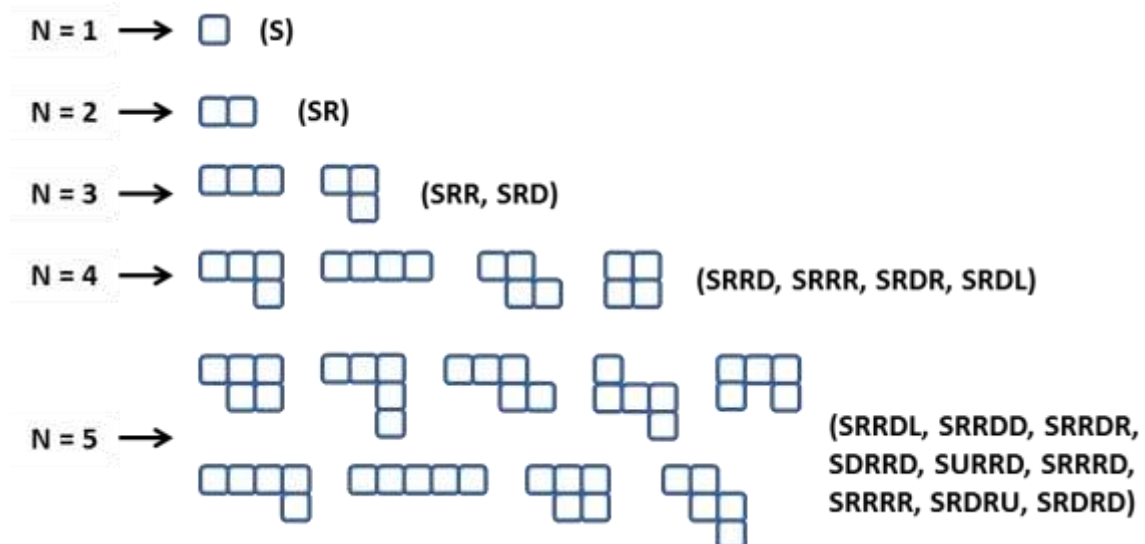 N = 1 → (S)
N = 2 → (SR)
N = 3 → (SRR, SRD)
N = 4 → (SRRD, SRRR, SRDR, SRDL)
N = 5 → (SRRDL, SRRDD, SRRDR,
SDRRD, SURRD, SRRRD,
SRRRR, SRDRU, SRDRD)